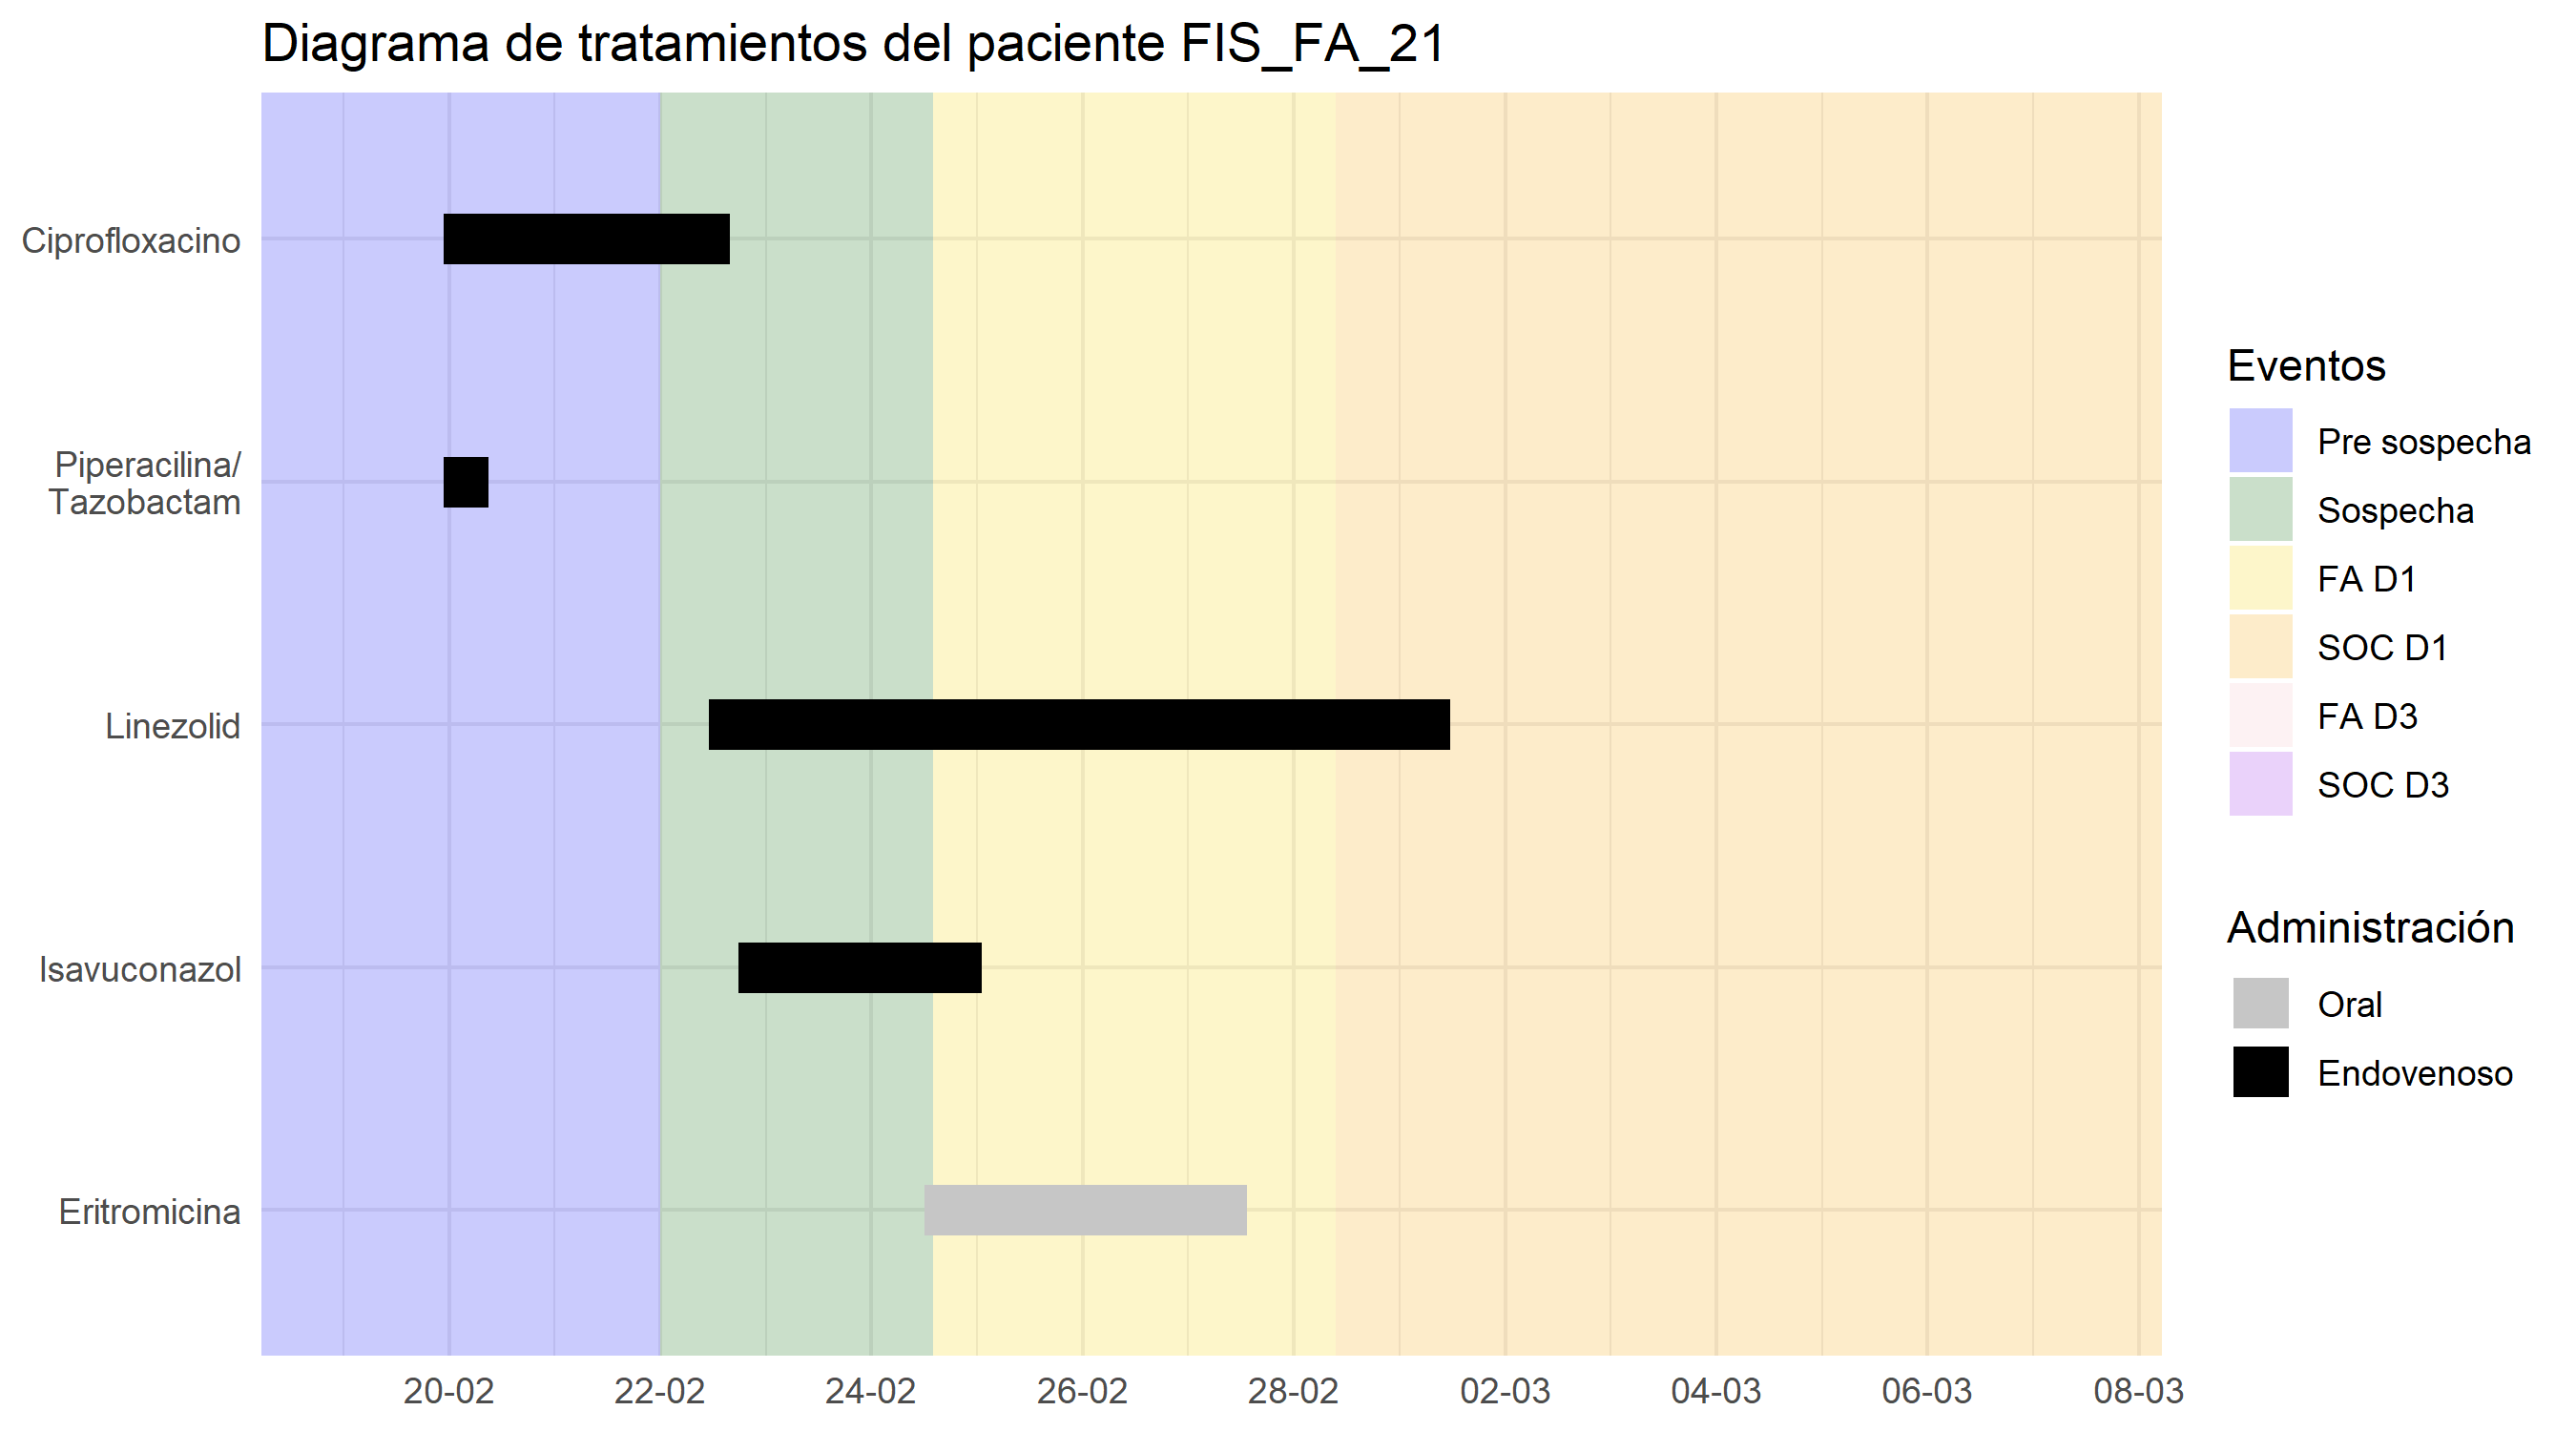 Diagrama de tratamientos del paciente FIS_FA_21
Ciprofloxacino
Piperacilina/
Tazobactam
Linezolid
Isavuconazol
Eritromicina
20-02 22-02 24-02 26-02 28-02 02-03 04-03 06-03 08-03
Eventos
Pre sospecha
Sospecha
FA D1
SOC D1
FA D3
SOC D3
Administración
Oral
Endovenoso